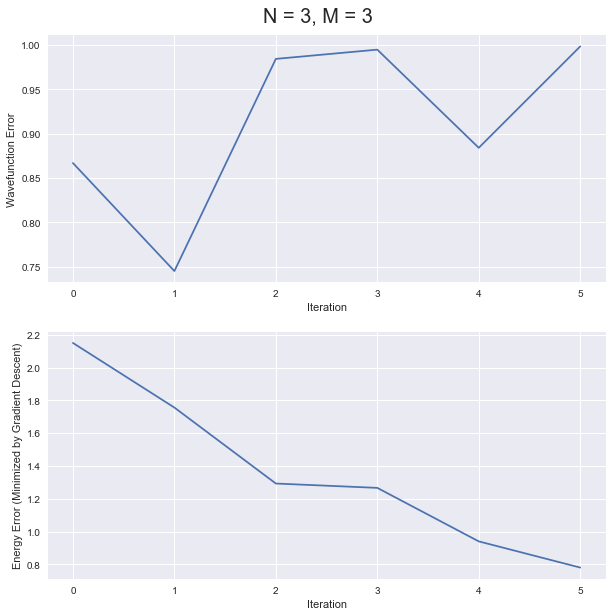 N = 3, M = 3
1.00
0.95
0.90
0.85
0.80
0.75
Wavefunction Error
0 1 2 3 4 5
Iteration
2.2
2.0
1.8
1.6
1.4
1.2
1.0
0.8
Energy Error (Minimized by Gradient Descent)
0 1 2 3 4 5
Iteration